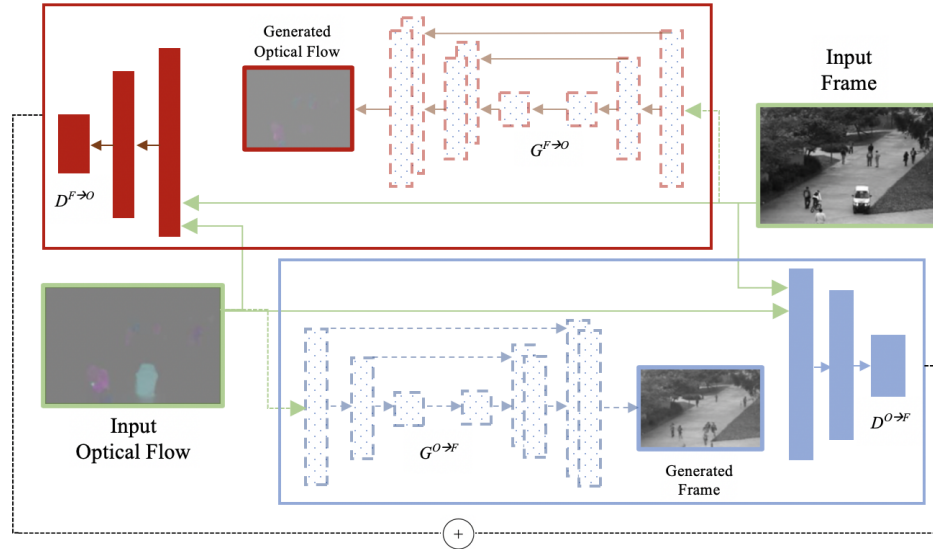 Generated
Optical Flow
Input
Frame
G^{F→O}
D^{F→O}
Input
Optical Flow
G^{O→F}
D^{O→F}
Generated
Frame
+